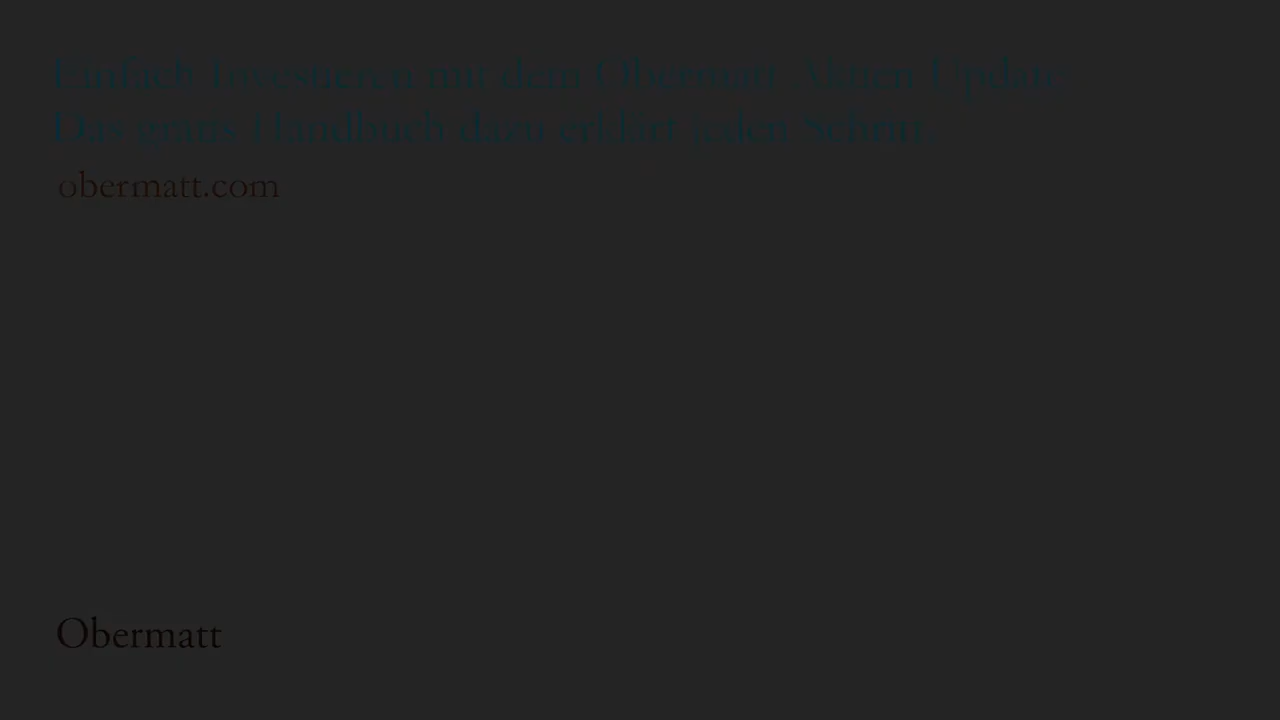 Einfach Investieren mit dem Obermatt Aktien Update
Das gratis Handbuch dazu erklärt jeden Schritt.
obermatt.com
Obermatt